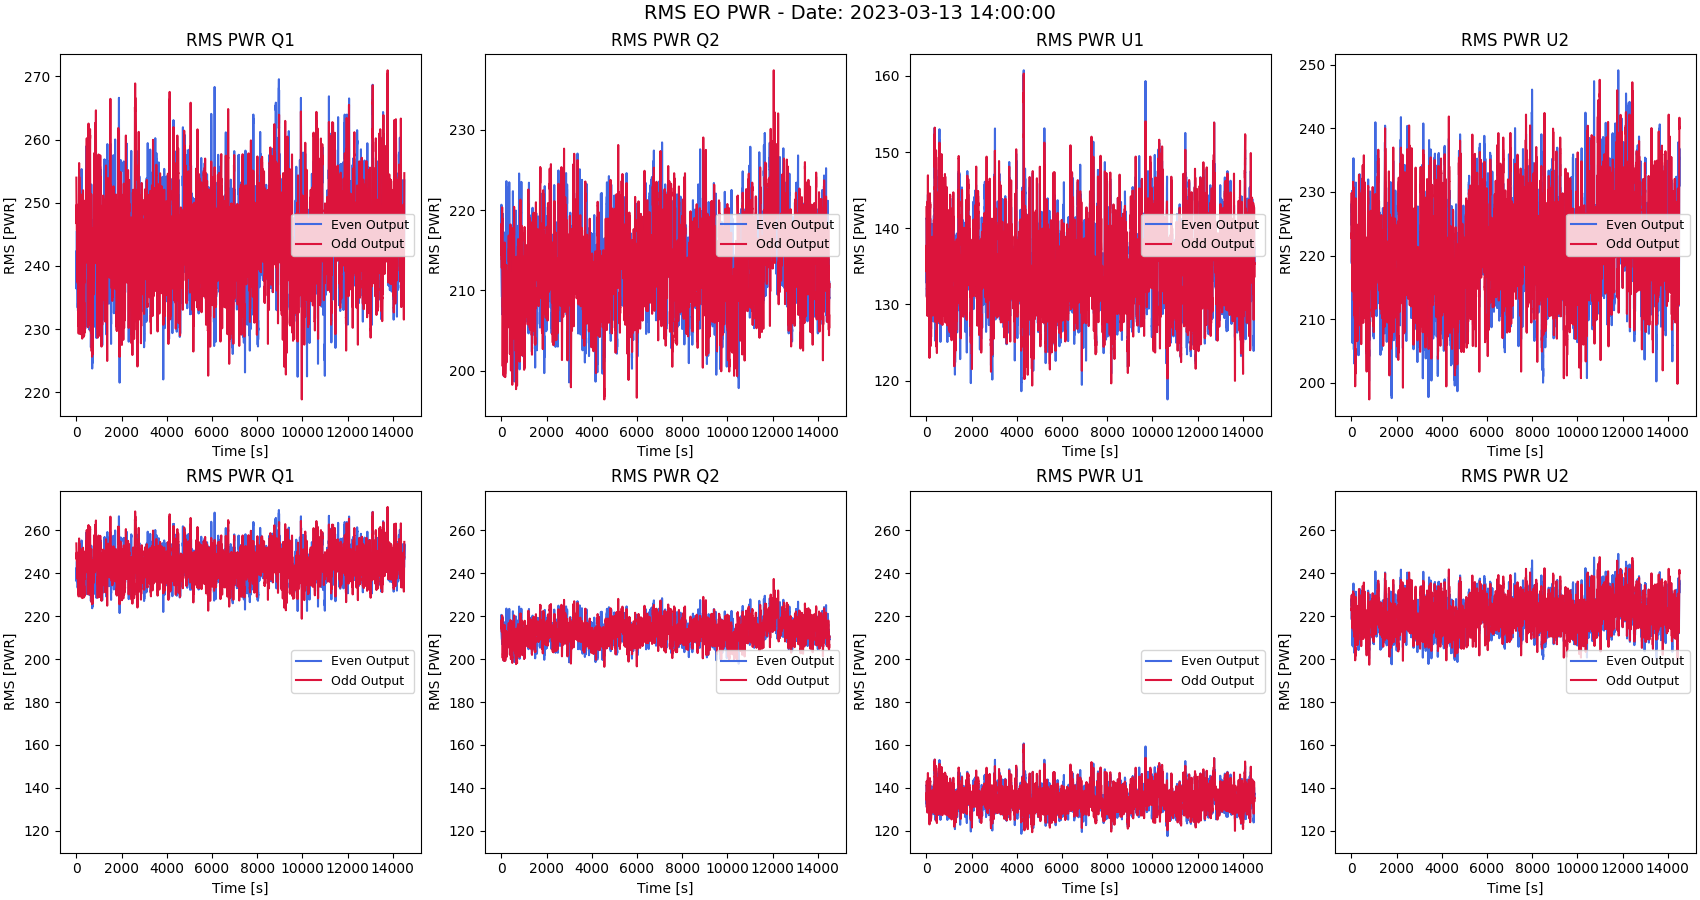 RMS EO PWR - Date: 2023-03-13 14:00:00
RMS PWR Q1
RMS [PWR]
270
260
250
240
230
220
Even Output
Odd Output
0 2000 4000 6000 8000 10000 12000 14000
Time [s]
RMS PWR Q2
RMS [PWR]
230
220
210
200
Even Output
Odd Output
0 2000 4000 6000 8000 10000 12000 14000
Time [s]
RMS PWR U1
RMS [PWR]
160
150
140
130
120
Even Output
Odd Output
0 2000 4000 6000 8000 10000 12000 14000
Time [s]
RMS PWR U2
RMS [PWR]
250
240
230
220
210
200
Even Output
Odd Output
0 2000 4000 6000 8000 10000 12000 14000
Time [s]
RMS PWR Q1
RMS [PWR]
260
240
220
200
180
160
140
120
Even Output
Odd Output
0 2000 4000 6000 8000 10000 12000 14000
Time [s]
RMS PWR Q2
RMS [PWR]
260
240
220
200
180
160
140
120
Even Output
Odd Output
0 2000 4000 6000 8000 10000 12000 14000
Time [s]
RMS PWR U1
RMS [PWR]
260
240
220
200
180
160
140
120
Even Output
Odd Output
0 2000 4000 6000 8000 10000 12000 14000
Time [s]
RMS PWR U2
RMS [PWR]
260
240
220
200
180
160
140
120
Even Output
Odd Output
0 2000 4000 6000 8000 10000 12000 14000
Time [s]